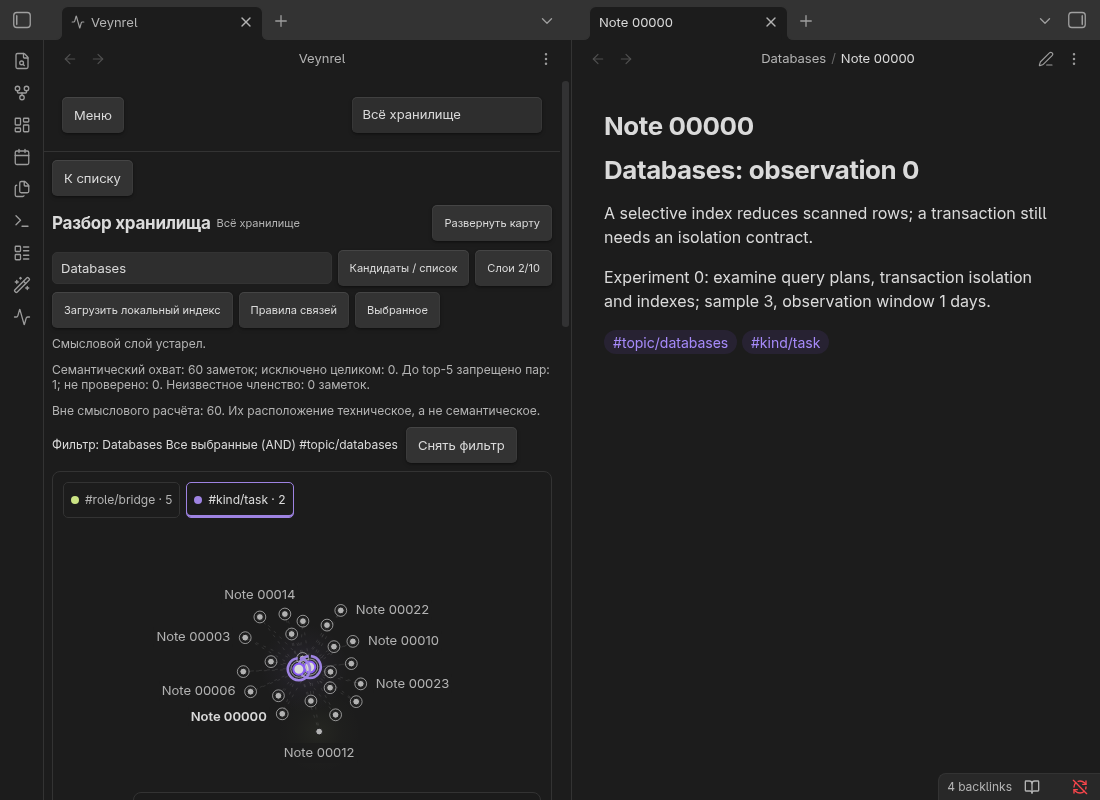 Veynrel
Note 00000
Veynrel
Databases / Note 00000
Меню
Всё хранилище
К списку
Разбор хранилища Всё хранилище
Развернуть карту
Databases
Кандидаты / список
Слои 2/10
Загрузить локальный индекс
Правила связей
Выбранное
Смысловой слой устарел.
Семантический охват: 60 заметок; исключено целиком: 0. До top-5 запрещено пар:
1; не проверено: 0. Неизвестное членство: 0 заметок.
Вне смыслового расчёта: 60. Их расположение техническое, а не семантическое.
Фильтр: Databases Все выбранные (AND) #topic/databases
Снять фильтр
#role/bridge · 5
#kind/task · 2
Note 00014
Note 00022
Note 00003
Note 00010
Note 00006
Note 00023
Note 00000
Note 00012
Note 00000
Databases: observation 0
A selective index reduces scanned rows; a transaction still
needs an isolation contract.
Experiment 0: examine query plans, transaction isolation
and indexes; sample 3, observation window 1 days.
#topic/databases #kind/task
4 backlinks